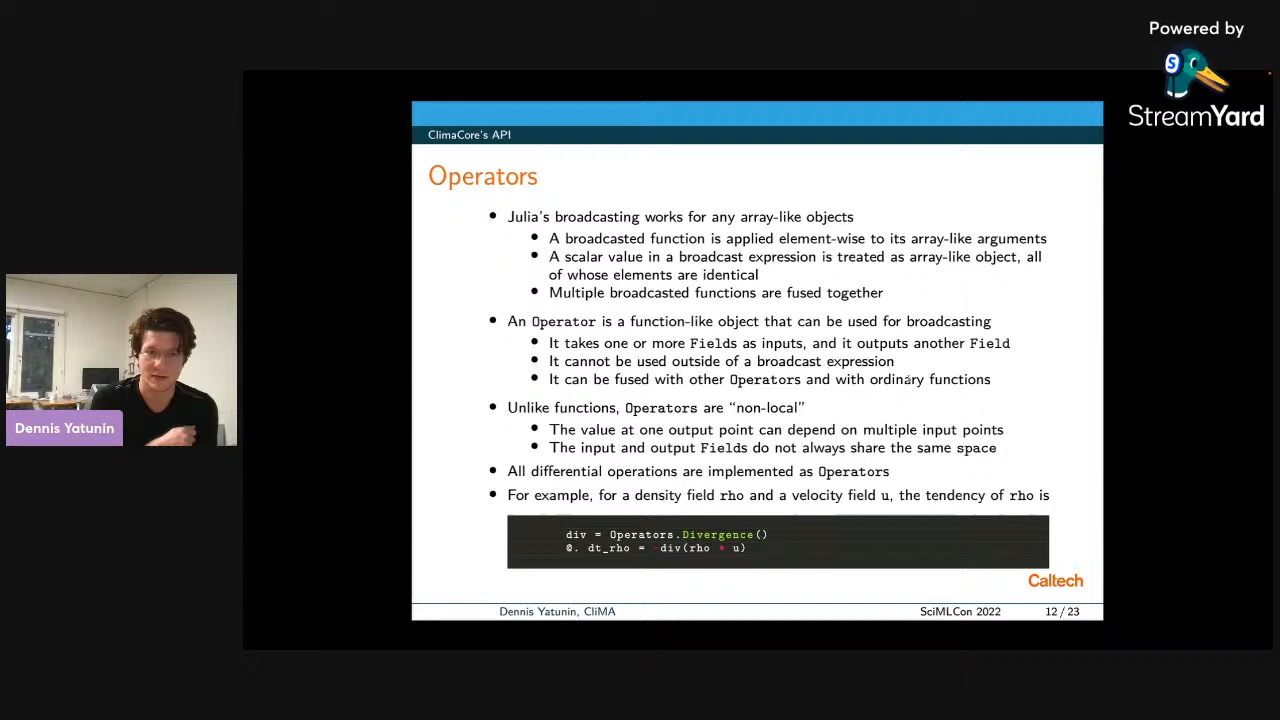 Powered by
S
StreamYard
ClimaCore's API
Operators
• Julia's broadcasting works for any array-like objects
• A broadcasted function is applied element-wise to its array-like arguments
• A scalar value in a broadcast expression is treated as array-like object, all
of whose elements are identical
• Multiple broadcasted functions are fused together
• An Operator is a function-like object that can be used for broadcasting
• It takes one or more Fields as inputs, and it outputs another Field
• It cannot be used outside of a broadcast expression
• It can be fused with other Operators and with ordinary functions
• Unlike functions, Operators are “non-local”
• The value at one output point can depend on multiple input points
• The input and output Fields do not always share the same space
• All differential operations are implemented as Operators
• For example, for a density field rho and a velocity field u, the tendency of rho is
div = Operators.Divergence()
@. dt_rho = -div(rho * u)
Caltech
Dennis Yatunin, CliMA
SciMLCon 2022
12 / 23
Dennis Yatunin